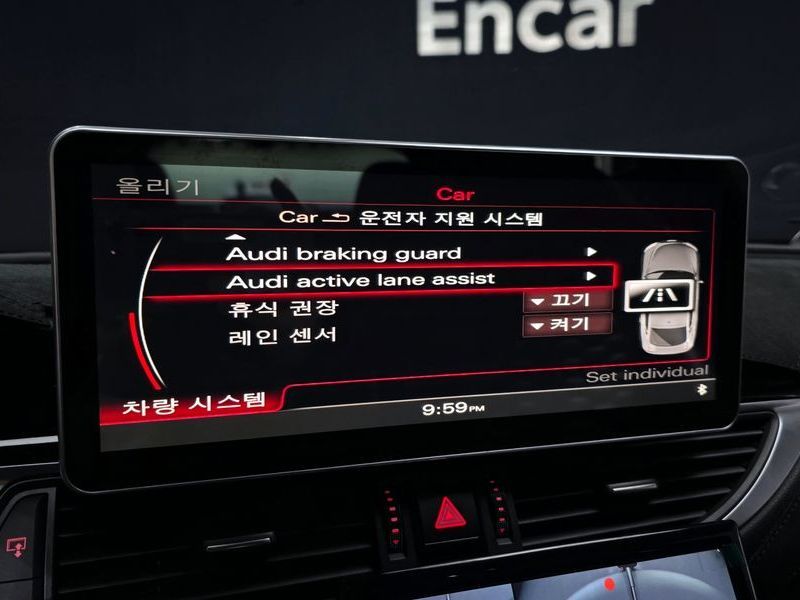 Encar
올리기
Car
Car 운전자 지원 시스템
Audi braking guard
Audi active lane assist
휴식 권장 끄기
레인 센서 켜기
Set individual
차량 시스템
9:59 PM